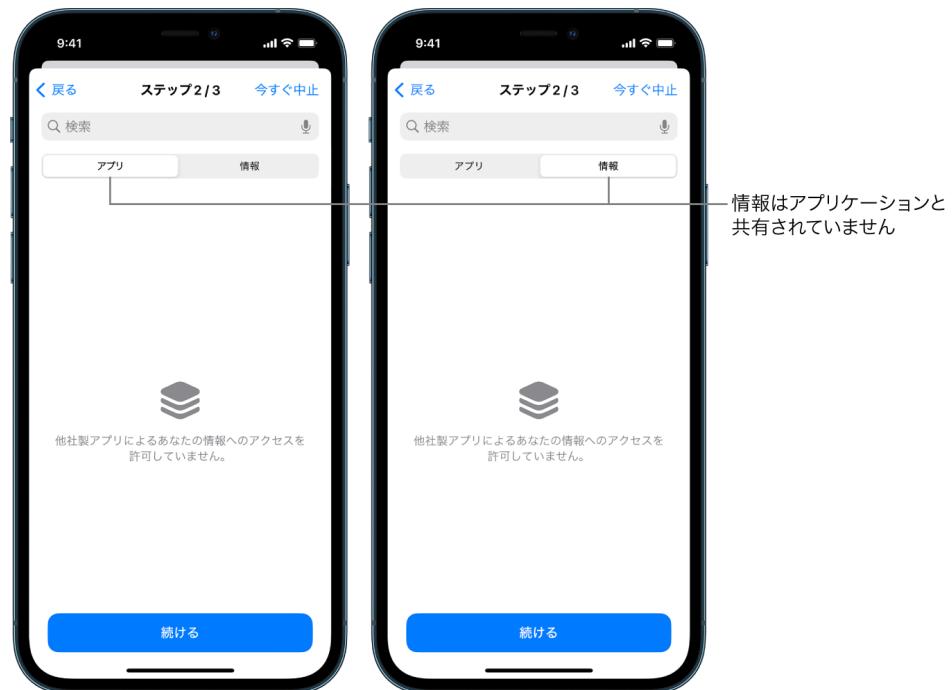 9:41
戻る
ステップ2/3
今すぐ中止
検索
アプリ
情報
他社製アプリによるあなたの情報へのアクセスを
許可していません。
続ける
9:41
戻る
ステップ2/3
今すぐ中止
検索
アプリ
情報
他社製アプリによるあなたの情報へのアクセスを
許可していません。
続ける
情報はアプリケーションと
共有されていません